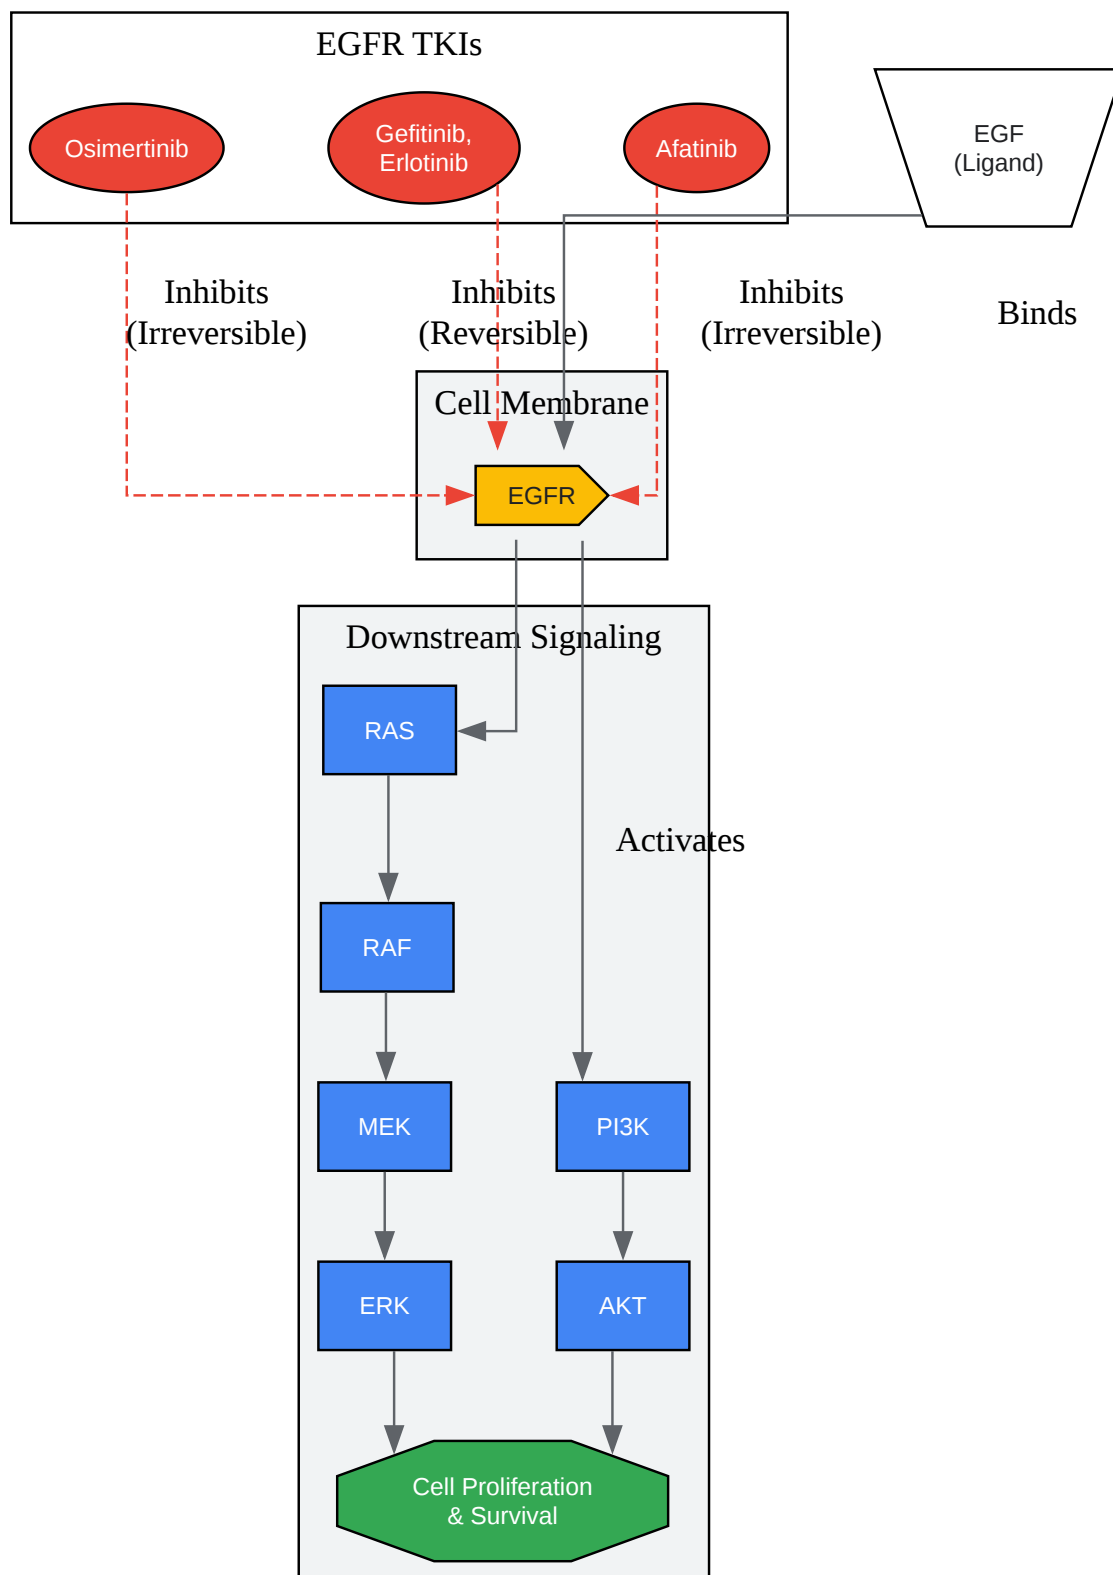 EGFR TKIs
Osimertinib
Gefitinib,
Erlotinib
Afatinib
EGF
(Ligand)
Inhibits
(Irreversible)
Inhibits
(Reversible)
Inhibits
(Irreversible)
Binds
Cell Membrane
EGFR
Downstream Signaling
RAS
Activates
RAF
MEK
PI3K
ERK
AKT
Cell Proliferation
& Survival